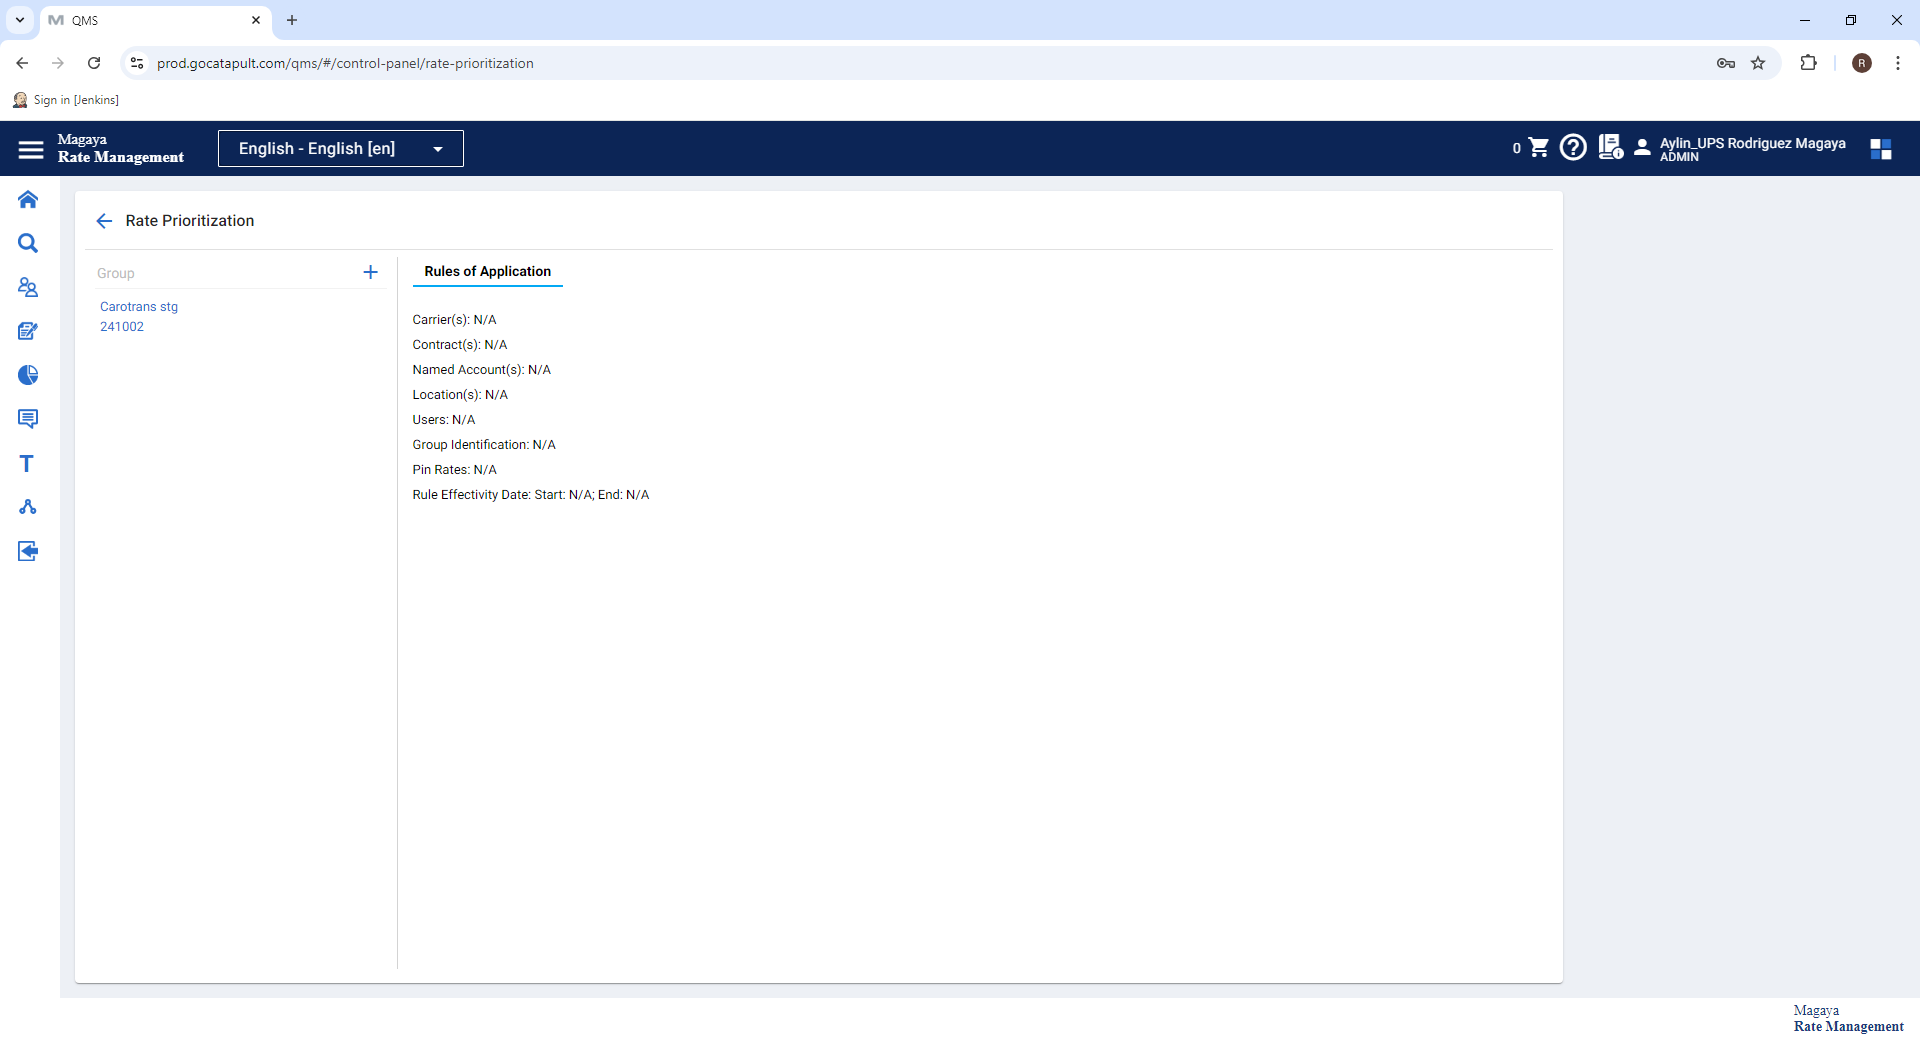 QMS
prod.gocatapult.com/qms/#/control-panel/rate-prioritization
R
Sign in [Jenkins]
Magaya
Rate Management
English - English [en]
0
Aylin_UPS Rodriguez Magaya
ADMIN
Rate Prioritization
Group
Carotrans stg
241002
Rules of Application
Carrier(s): N/A
Contract(s): N/A
Named Account(s): N/A
Location(s): N/A
Users: N/A
Group Identification: N/A
Pin Rates: N/A
Rule Effectivity Date: Start: N/A; End: N/A
Magaya
Rate Management